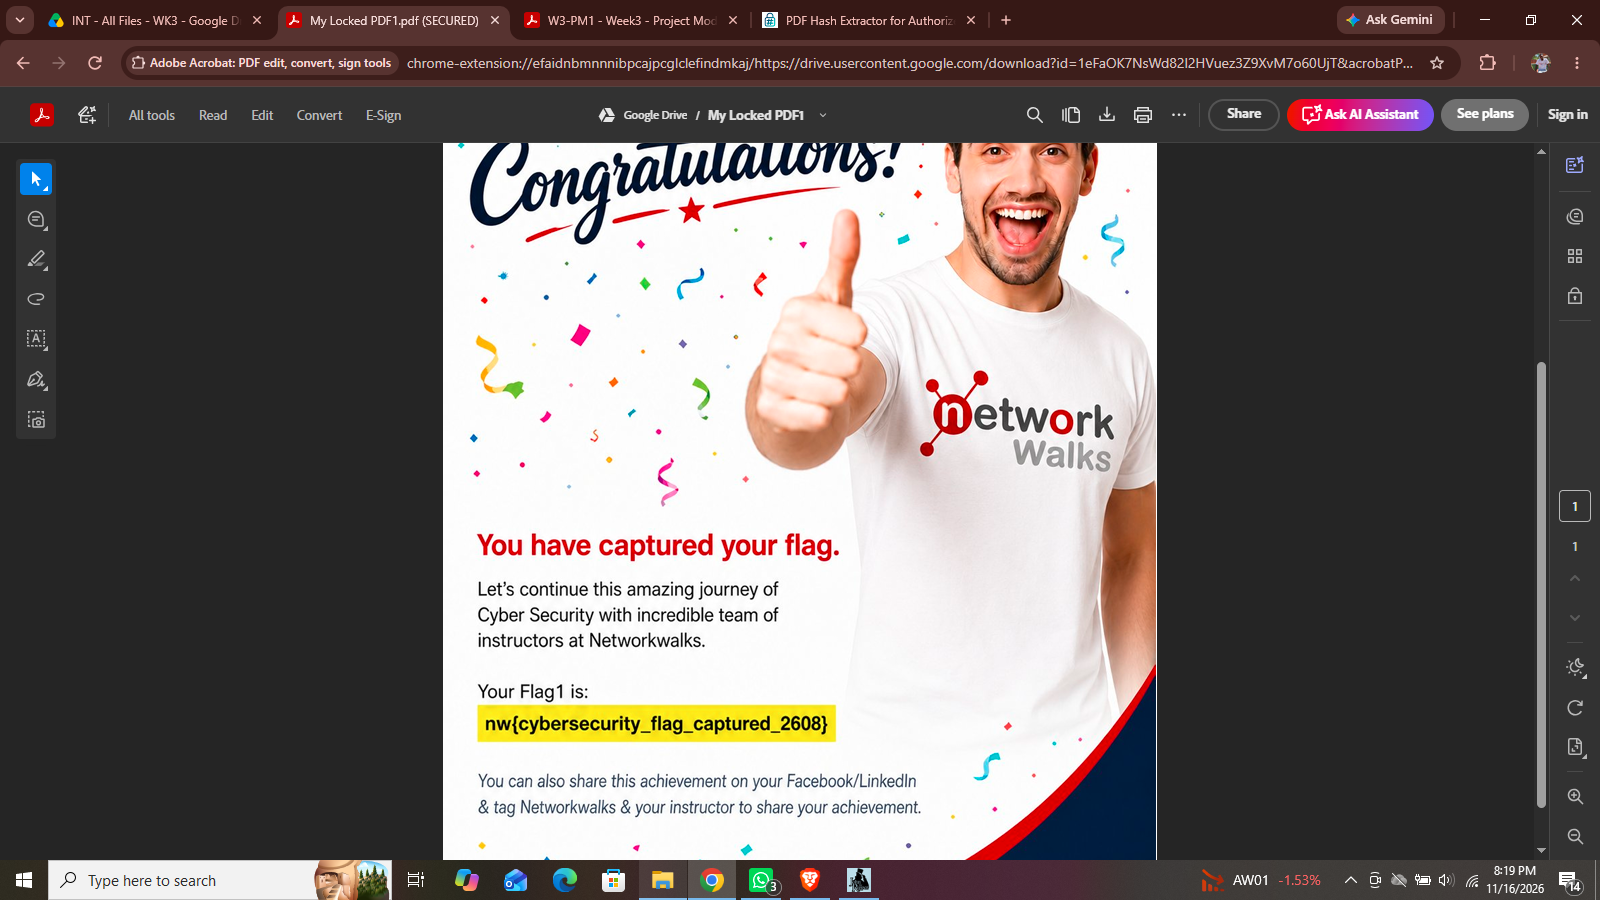 INT - All Files - WK3 - Google D
My Locked PDF1.pdf (SECURED)
W3-PM1 - Week3 - Project Mod
PDF Hash Extractor for Authoriz
Ask Gemini
Adobe Acrobat: PDF edit, convert, sign tools
chrome-extension://efaidnbmnnnibpcajpcglclefindmkaj/https://drive.usercontent.google.com/download?id=1eFaOK7NsWd82I2HVuez3Z9XvM7o60UjT&acrobatP...
All tools
Read
Edit
Convert
E-Sign
Google Drive / My Locked PDF1
Share
Ask AI Assistant
See plans
Sign in
Congratulations!
network
Walks
You have captured your flag.
Let's continue this amazing journey of
Cyber Security with incredible team of
instructors at Networkwalks.
Your Flag1 is:
nw{cybersecurity_flag_captured_2608}
You can also share this achievement on your Facebook/LinkedIn
& tag Networkwalks & your instructor to share your achievement.
1
1
Type here to search
3
AW01 -1.53%
8:19 PM
11/16/2026
14